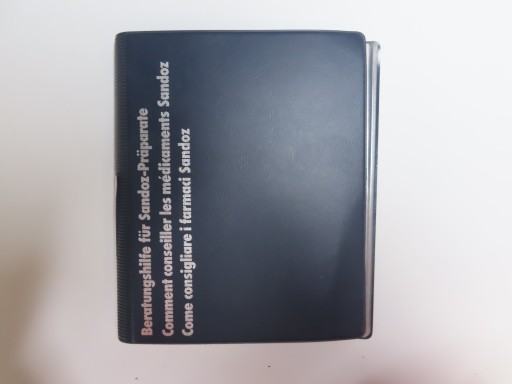 Beratungshilfe für Sandoz-Präparate
Comment conseiller les médicaments Sandoz
Come consigliare i farmaci Sandoz